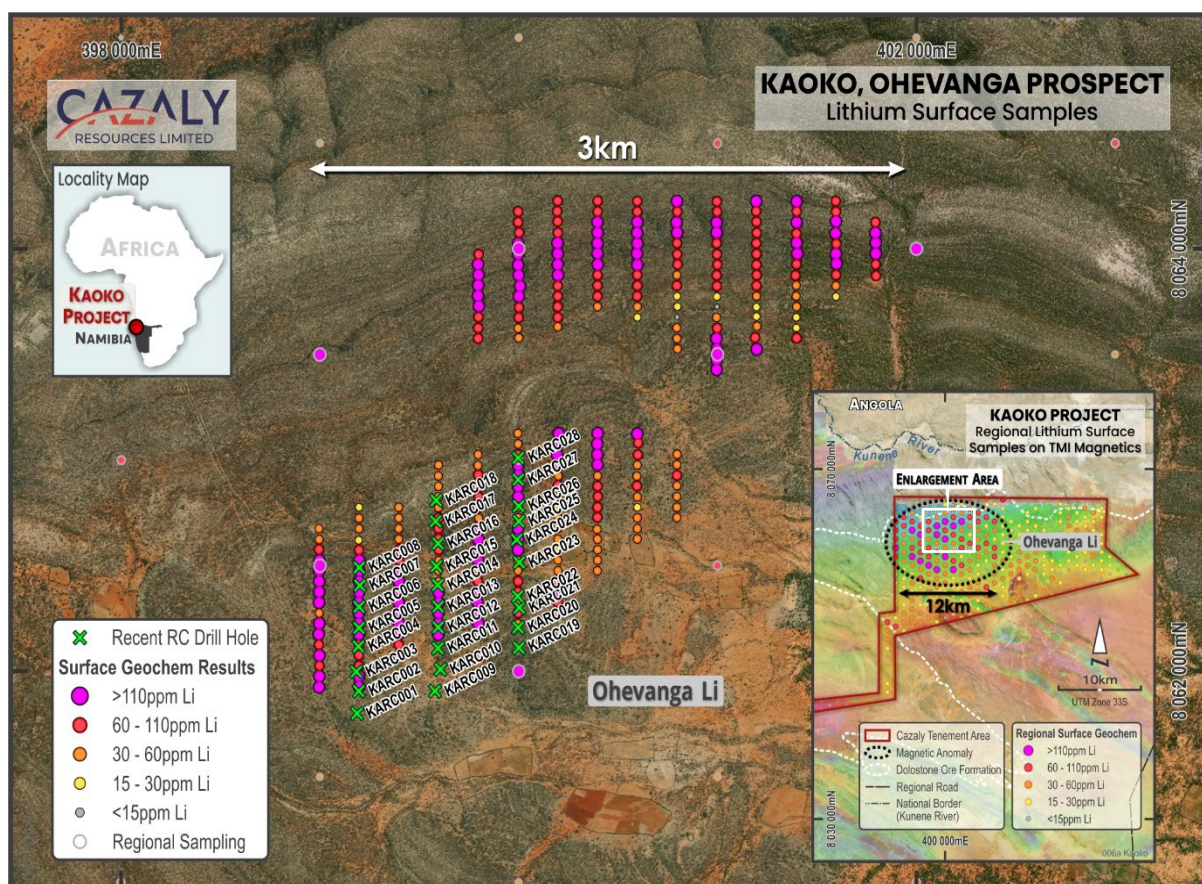 398 000mE
402 000mE
CAZALY
RESOURCES LIMITED
KAOKO, OHEVANGA PROSPECT
Lithium Surface Samples
3km
Locality Map
AFRICA
KAOKO
PROJECT
NAMIBIA
8 064 000mN
KARC028
KARC027
KARC026
KARC025
KARC024
KARC023
KARC022
KARC021
KARC020
KARC019
KARC018
KARC017
KARC016
KARC015
KARC014
KARC013
KARC012
KARC011
KARC010
KARC009
KARC008
KARC007
KARC006
KARC005
KARC004
KARC003
KARC002
KARC001
Ohevanga Li
8 062 000mN
Recent RC Drill Hole
Surface Geochem Results
>110ppm Li
60 - 110ppm Li
30 - 60ppm Li
15 - 30ppm Li
<15ppm Li
Regional Sampling
ANGOLA
KAOKO PROJECT
Regional Lithium Surface
Samples on TMI Magnetics
Kunene River
8 070 000mN
ENLARGEMENT AREA
Ohevanga Li
12km
N
10km
UTM Zone 33S
Cazaly Tenement Area
Magnetic Anomaly
Dolostone Ore Formation
Regional Road
National Border
(Kunene River)
Regional Surface Geochem
>110ppm Li
60 - 110ppm Li
30 - 60ppm Li
15 - 30ppm Li
<15ppm Li
8 030 000mN
400 000mE
006a Kaoko